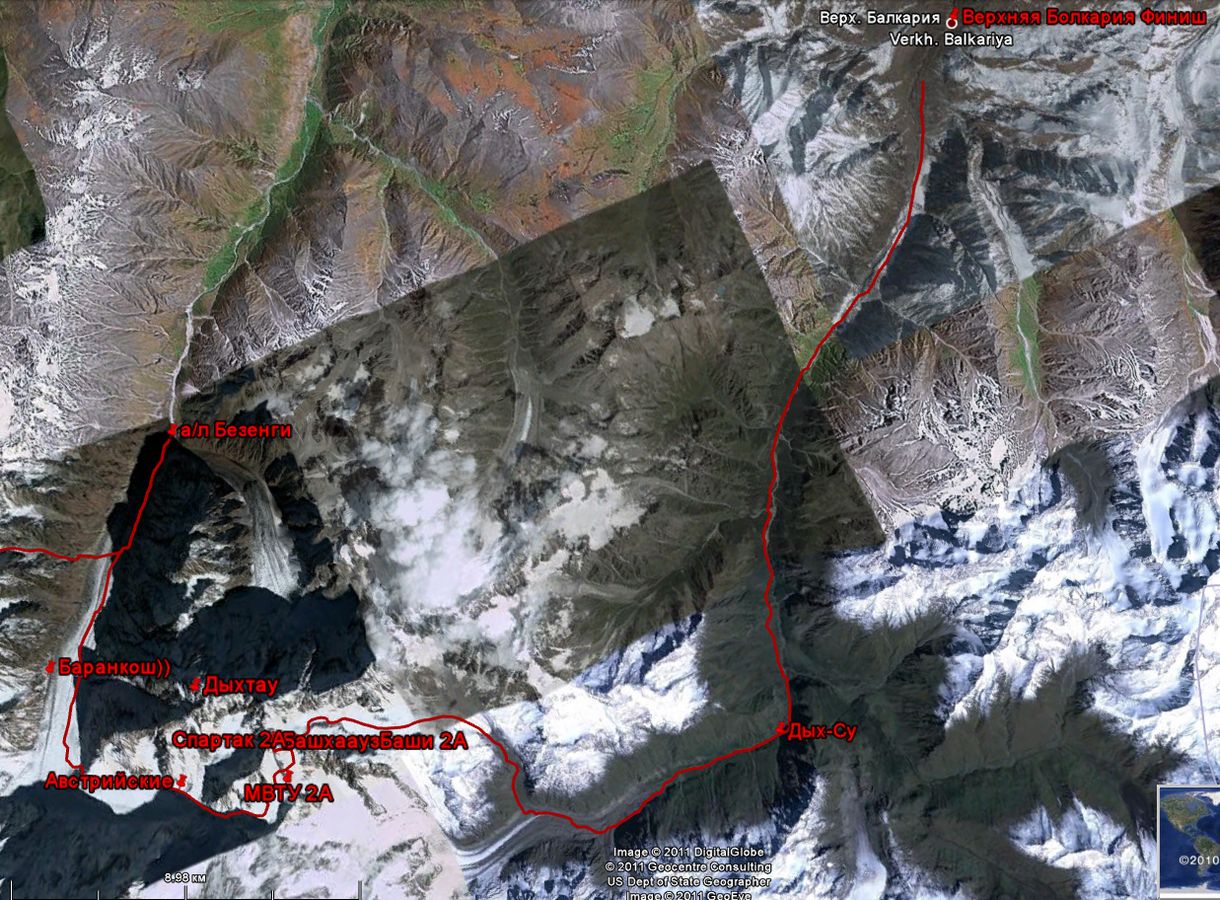 Верх. Балкария Верхняя Болкария Финиш
Verkh. Balkariya
а/л Безенги
Баранкош))
Дыхтау
Дых-Су
Спартак 2А БашхааузБаши 2А
Австрийские
МВТУ 2А
Image © 2011 DigitalGlobe
© 2011 Geocentre Consulting
US Dept of State Geographer
Image © 2011 GeoEye
8.98 км
©2010